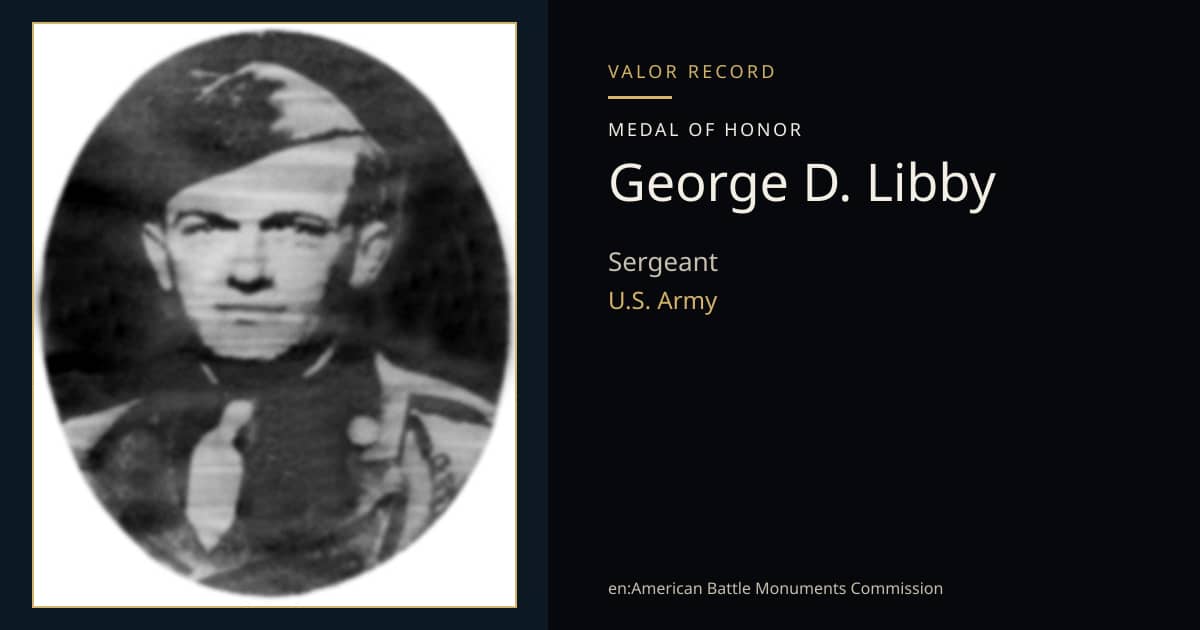 VALOR RECORD
MEDAL OF HONOR
George D. Libby
Sergeant
U.S. Army
en:American Battle Monuments Commission